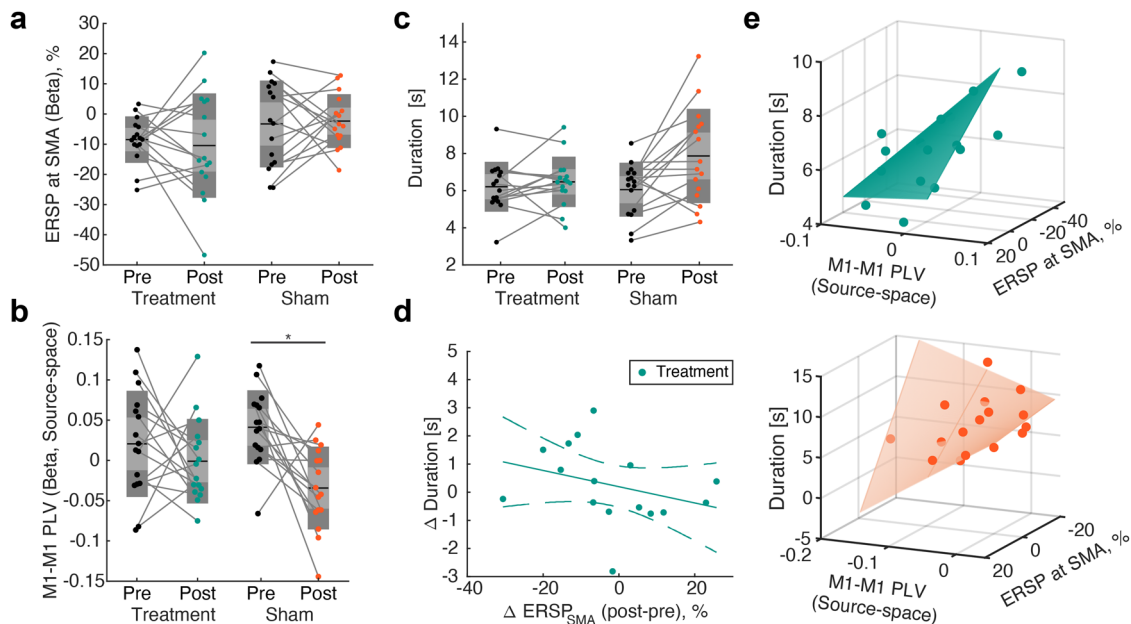 a
ERSP at SMA (Beta), %
30
20
10
0
-10
-20
-30
-40
-50
Pre Post Pre Post
Treatment Sham
b
M1-M1 PLV (Beta, Source-space)
0.15
0.1
0.05
0
-0.05
-0.1
-0.15
*
Pre Post Pre Post
Treatment Sham
c
Duration [s]
14
12
10
8
6
4
2
Pre Post Pre Post
Treatment Sham
d
Δ Duration [s]
5
4
3
2
1
0
-1
-2
-3
Treatment
-40 -20 0 20
Δ ERSP SMA (post-pre), %
e
Duration [s]
10
8
6
4
-0.1 0 0.1
M1-M1 PLV
(Source-space)
20 0 -20 -40
ERSP at SMA, %
Duration [s]
15
10
5
0
-5
-0.2 -0.1 0
M1-M1 PLV
(Source-space)
20 0 -20
ERSP at SMA, %